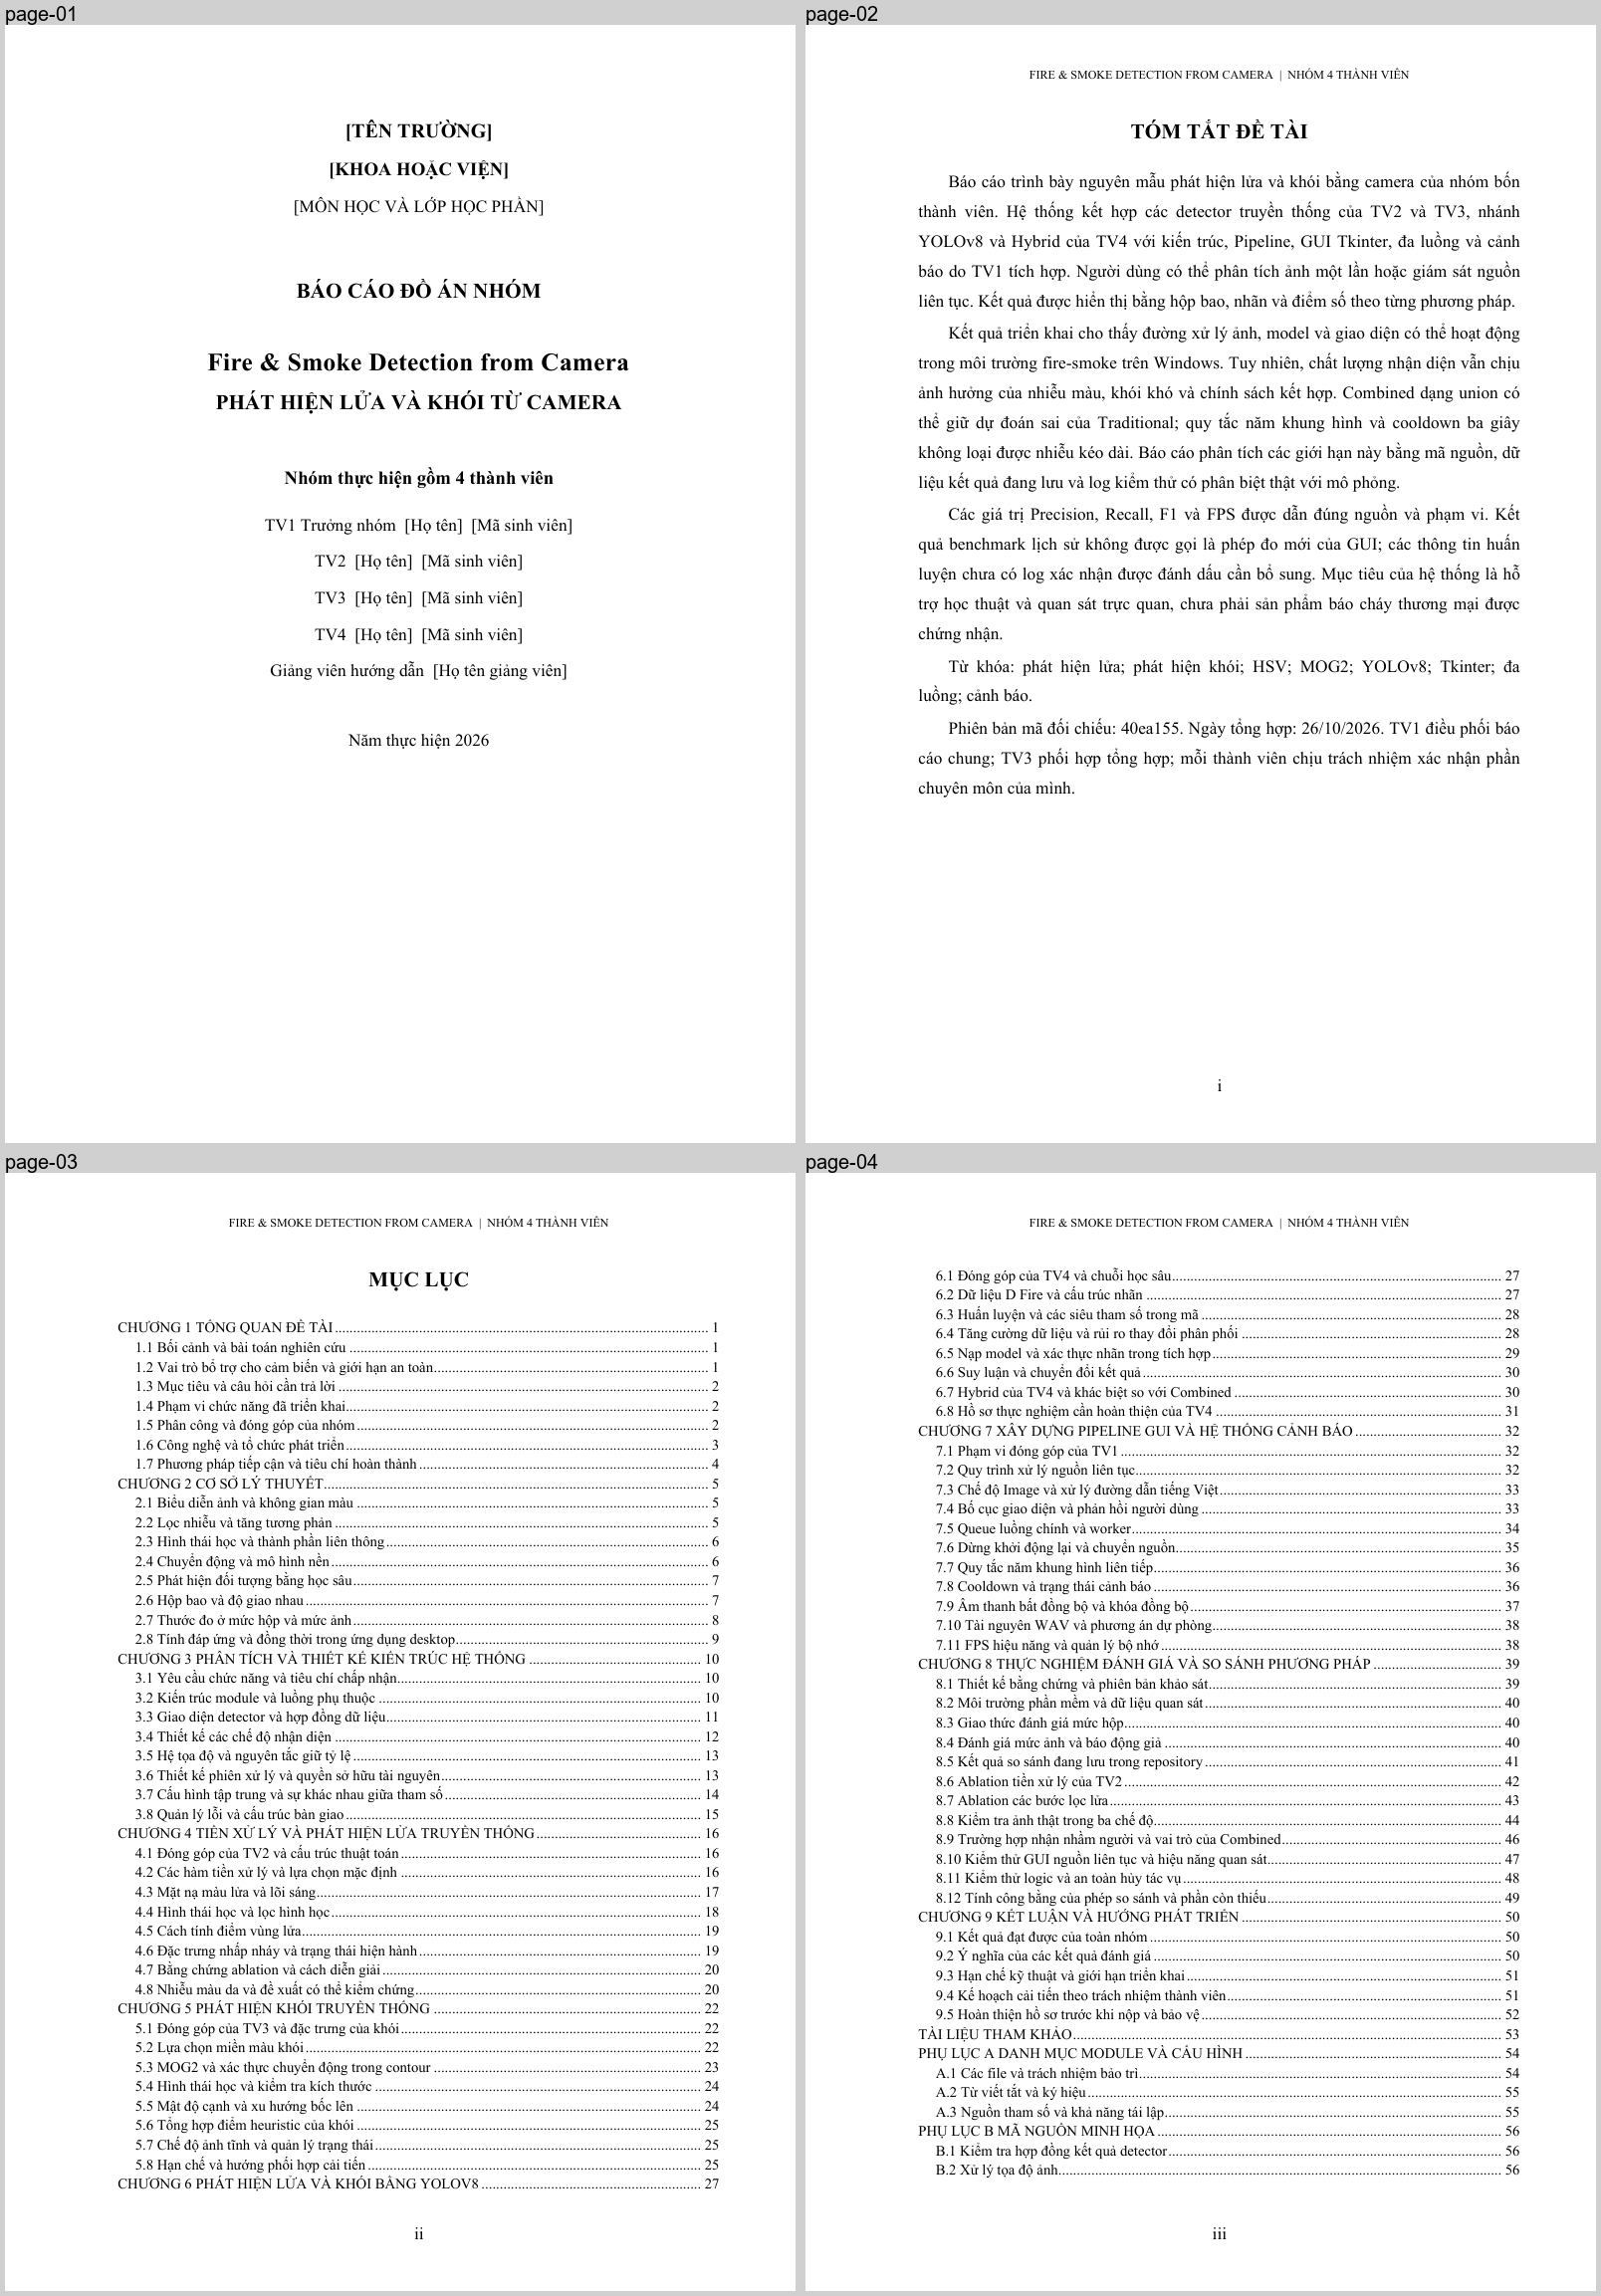 page-01
[TÊN TRƯỜNG]
[KHOA HOẶC VIỆN]
[MÔN HỌC VÀ LỚP HỌC PHẦN]
BÁO CÁO ĐỒ ÁN NHÓM
Fire & Smoke Detection from Camera
PHÁT HIỆN LỬA VÀ KHÓI TỪ CAMERA
Nhóm thực hiện gồm 4 thành viên
TV1 Trưởng nhóm [Họ tên] [Mã sinh viên]
TV2 [Họ tên] [Mã sinh viên]
TV3 [Họ tên] [Mã sinh viên]
TV4 [Họ tên] [Mã sinh viên]
Giảng viên hướng dẫn [Họ tên giảng viên]
Năm thực hiện 2026
page-02
FIRE & SMOKE DETECTION FROM CAMERA | NHÓM 4 THÀNH VIÊN
TÓM TẮT ĐỀ TÀI
Báo cáo trình bày nguyên mẫu phát hiện lửa và khói bằng camera của nhóm bốn
thành viên. Hệ thống kết hợp các detector truyền thống của TV2 và TV3, nhánh
YOLOv8 và Hybrid của TV4 với kiến trúc, Pipeline, GUI Tkinter, đa luồng và cảnh
báo do TV1 tích hợp. Người dùng có thể phân tích ảnh một lần hoặc giám sát nguồn
liên tục. Kết quả được hiển thị bằng hộp bao, nhãn và điểm số theo từng phương pháp.
Kết quả triển khai cho thấy đường xử lý ảnh, model và giao diện có thể hoạt động
trong môi trường fire-smoke trên Windows. Tuy nhiên, chất lượng nhận diện vẫn chịu
ảnh hưởng của nhiễu màu, khói khó và chính sách kết hợp. Combined dạng union có
thể giữ dự đoán sai của Traditional; quy tắc năm khung hình và cooldown ba giây
không loại được nhiễu kéo dài. Báo cáo phân tích các giới hạn này bằng mã nguồn, dữ
liệu kết quả đang lưu và log kiểm thử có phân biệt thật với mô phỏng.
Các giá trị Precision, Recall, F1 và FPS được dẫn đúng nguồn và phạm vi. Kết
quả benchmark lịch sử không được gọi là phép đo mới của GUI; các thông tin huấn
luyện chưa có log xác nhận được đánh dấu cần bổ sung. Mục tiêu của hệ thống là hỗ
trợ học thuật và quan sát trực quan, chưa phải sản phẩm báo cháy thương mại được
chứng nhận.
Từ khóa: phát hiện lửa; phát hiện khói; HSV; MOG2; YOLOv8; Tkinter; đa
luồng; cảnh báo.
Phiên bản mã đối chiếu: 40ea155. Ngày tổng hợp: 26/10/2026. TV1 điều phối báo
cáo chung; TV3 phối hợp tổng hợp; mỗi thành viên chịu trách nhiệm xác nhận phần
chuyên môn của mình.
i
page-03
FIRE & SMOKE DETECTION FROM CAMERA | NHÓM 4 THÀNH VIÊN
MỤC LỤC
CHƯƠNG 1 TỔNG QUAN ĐỀ TÀI 1
1.1 Bối cảnh và bài toán nghiên cứu 1
1.2 Vai trò bổ trợ cho cảm biến và giới hạn an toàn 1
1.3 Mục tiêu và câu hỏi cần trả lời 2
1.4 Phạm vi chức năng đã triển khai 2
1.5 Phân công và đóng góp của nhóm 2
1.6 Công nghệ và tổ chức phát triển 3
1.7 Phương pháp tiếp cận và tiêu chí hoàn thành 4
CHƯƠNG 2 CƠ SỞ LÝ THUYẾT 5
2.1 Biểu diễn ảnh và không gian màu 5
2.2 Lọc nhiễu và tăng tương phản 5
2.3 Hình thái học và thành phần liên thông 6
2.4 Chuyển động và mô hình nền 6
2.5 Phát hiện đối tượng bằng học sâu 7
2.6 Hộp bao và độ giao nhau 7
2.7 Thước đo ở mức hộp và mức ảnh 8
2.8 Tính đáp ứng và đồng thời trong ứng dụng desktop 9
CHƯƠNG 3 PHÂN TÍCH VÀ THIẾT KẾ KIẾN TRÚC HỆ THỐNG 10
3.1 Yêu cầu chức năng và tiêu chí chấp nhận 10
3.2 Kiến trúc module và luồng phụ thuộc 10
3.3 Giao diện detector và hợp đồng dữ liệu 11
3.4 Thiết kế các chế độ nhận diện 12
3.5 Hệ tọa độ và nguyên tắc giữ tỷ lệ 13
3.6 Thiết kế phiên xử lý và quyền sở hữu tài nguyên 13
3.7 Cấu hình tập trung và sự khác nhau giữa tham số 14
3.8 Quản lý lỗi và cấu trúc bàn giao 15
CHƯƠNG 4 TIỀN XỬ LÝ VÀ PHÁT HIỆN LỬA TRUYỀN THỐNG 16
4.1 Đóng góp của TV2 và cấu trúc thuật toán 16
4.2 Các hàm tiền xử lý và lựa chọn mặc định 16
4.3 Mặt nạ màu lửa và lõi sáng 17
4.4 Hình thái học và lọc hình học 18
4.5 Cách tính điểm vùng lửa 19
4.6 Đặc trưng nhấp nháy và trạng thái hiện hành 19
4.7 Bằng chứng ablation và cách diễn giải 20
4.8 Nhiễu màu da và đề xuất có thể kiểm chứng 20
CHƯƠNG 5 PHÁT HIỆN KHÓI TRUYỀN THỐNG 22
5.1 Đóng góp của TV3 và đặc trưng của khói 22
5.2 Lựa chọn miền màu khói 22
5.3 MOG2 và xác thực chuyển động trong contour 23
5.4 Hình thái học và kiểm tra kích thước 24
5.5 Mật độ cạnh và xu hướng bốc lên 24
5.6 Tổng hợp điểm heuristic của khói 25
5.7 Chế độ ảnh tĩnh và quản lý trạng thái 25
5.8 Hạn chế và hướng phối hợp cải tiến 25
CHƯƠNG 6 PHÁT HIỆN LỬA VÀ KHÓI BẰNG YOLOV8 27
ii
page-04
FIRE & SMOKE DETECTION FROM CAMERA | NHÓM 4 THÀNH VIÊN
6.1 Đóng góp của TV4 và chuỗi học sâu 27
6.2 Dữ liệu D Fire và cấu trúc nhãn 27
6.3 Huấn luyện và các siêu tham số trong mã 28
6.4 Tăng cường dữ liệu và rủi ro thay đổi phân phối 28
6.5 Nạp model và xác thực nhãn trong tích hợp 29
6.6 Suy luận và chuyển đổi kết quả 30
6.7 Hybrid của TV4 và khác biệt so với Combined 30
6.8 Hồ sơ thực nghiệm cần hoàn thiện của TV4 31
CHƯƠNG 7 XÂY DỰNG PIPELINE GUI VÀ HỆ THỐNG CẢNH BÁO 32
7.1 Phạm vi đóng góp của TV1 32
7.2 Quy trình xử lý nguồn liên tục 32
7.3 Chế độ Image và xử lý đường dẫn tiếng Việt 33
7.4 Bố cục giao diện và phản hồi người dùng 33
7.5 Queue luồng chính và worker 34
7.6 Dừng khởi động lại và chuyển nguồn 35
7.7 Quy tắc năm khung hình liên tiếp 36
7.8 Cooldown và trạng thái cảnh báo 36
7.9 Âm thanh bất đồng bộ và khóa đồng bộ 37
7.10 Tài nguyên WAV và phương án dự phòng 38
7.11 FPS hiệu năng và quản lý bộ nhớ 38
CHƯƠNG 8 THỰC NGHIỆM ĐÁNH GIÁ VÀ SO SÁNH PHƯƠNG PHÁP 39
8.1 Thiết kế bằng chứng và phiên bản khảo sát 39
8.2 Môi trường phần mềm và dữ liệu quan sát 40
8.3 Giao thức đánh giá mức hộp 40
8.4 Đánh giá mức ảnh và báo động giả 40
8.5 Kết quả so sánh đang lưu trong repository 41
8.6 Ablation tiền xử lý của TV2 42
8.7 Ablation các bước lọc lửa 43
8.8 Kiểm tra ảnh thật trong ba chế độ 44
8.9 Trường hợp nhận nhầm người và vai trò của Combined 46
8.10 Kiểm thử GUI nguồn liên tục và hiệu năng quan sát 47
8.11 Kiểm thử logic và an toàn hủy tác vụ 48
8.12 Tính công bằng của phép so sánh và phần còn thiếu 49
CHƯƠNG 9 KẾT LUẬN VÀ HƯỚNG PHÁT TRIỂN 50
9.1 Kết quả đạt được của toàn nhóm 50
9.2 Ý nghĩa của các kết quả đánh giá 50
9.3 Hạn chế kỹ thuật và giới hạn triển khai 51
9.4 Kế hoạch cải tiến theo trách nhiệm thành viên 51
9.5 Hoàn thiện hồ sơ trước khi nộp và bảo vệ 52
TÀI LIỆU THAM KHẢO 53
PHỤ LỤC A DANH MỤC MODULE VÀ CẤU HÌNH 54
A.1 Các file và trách nhiệm bảo trì 54
A.2 Từ viết tắt và ký hiệu 55
A.3 Nguồn tham số và khả năng tái lập 55
PHỤ LỤC B MÃ NGUỒN MINH HỌA 56
B.1 Kiểm tra hợp đồng kết quả detector 56
B.2 Xử lý tọa độ ảnh 56
iii